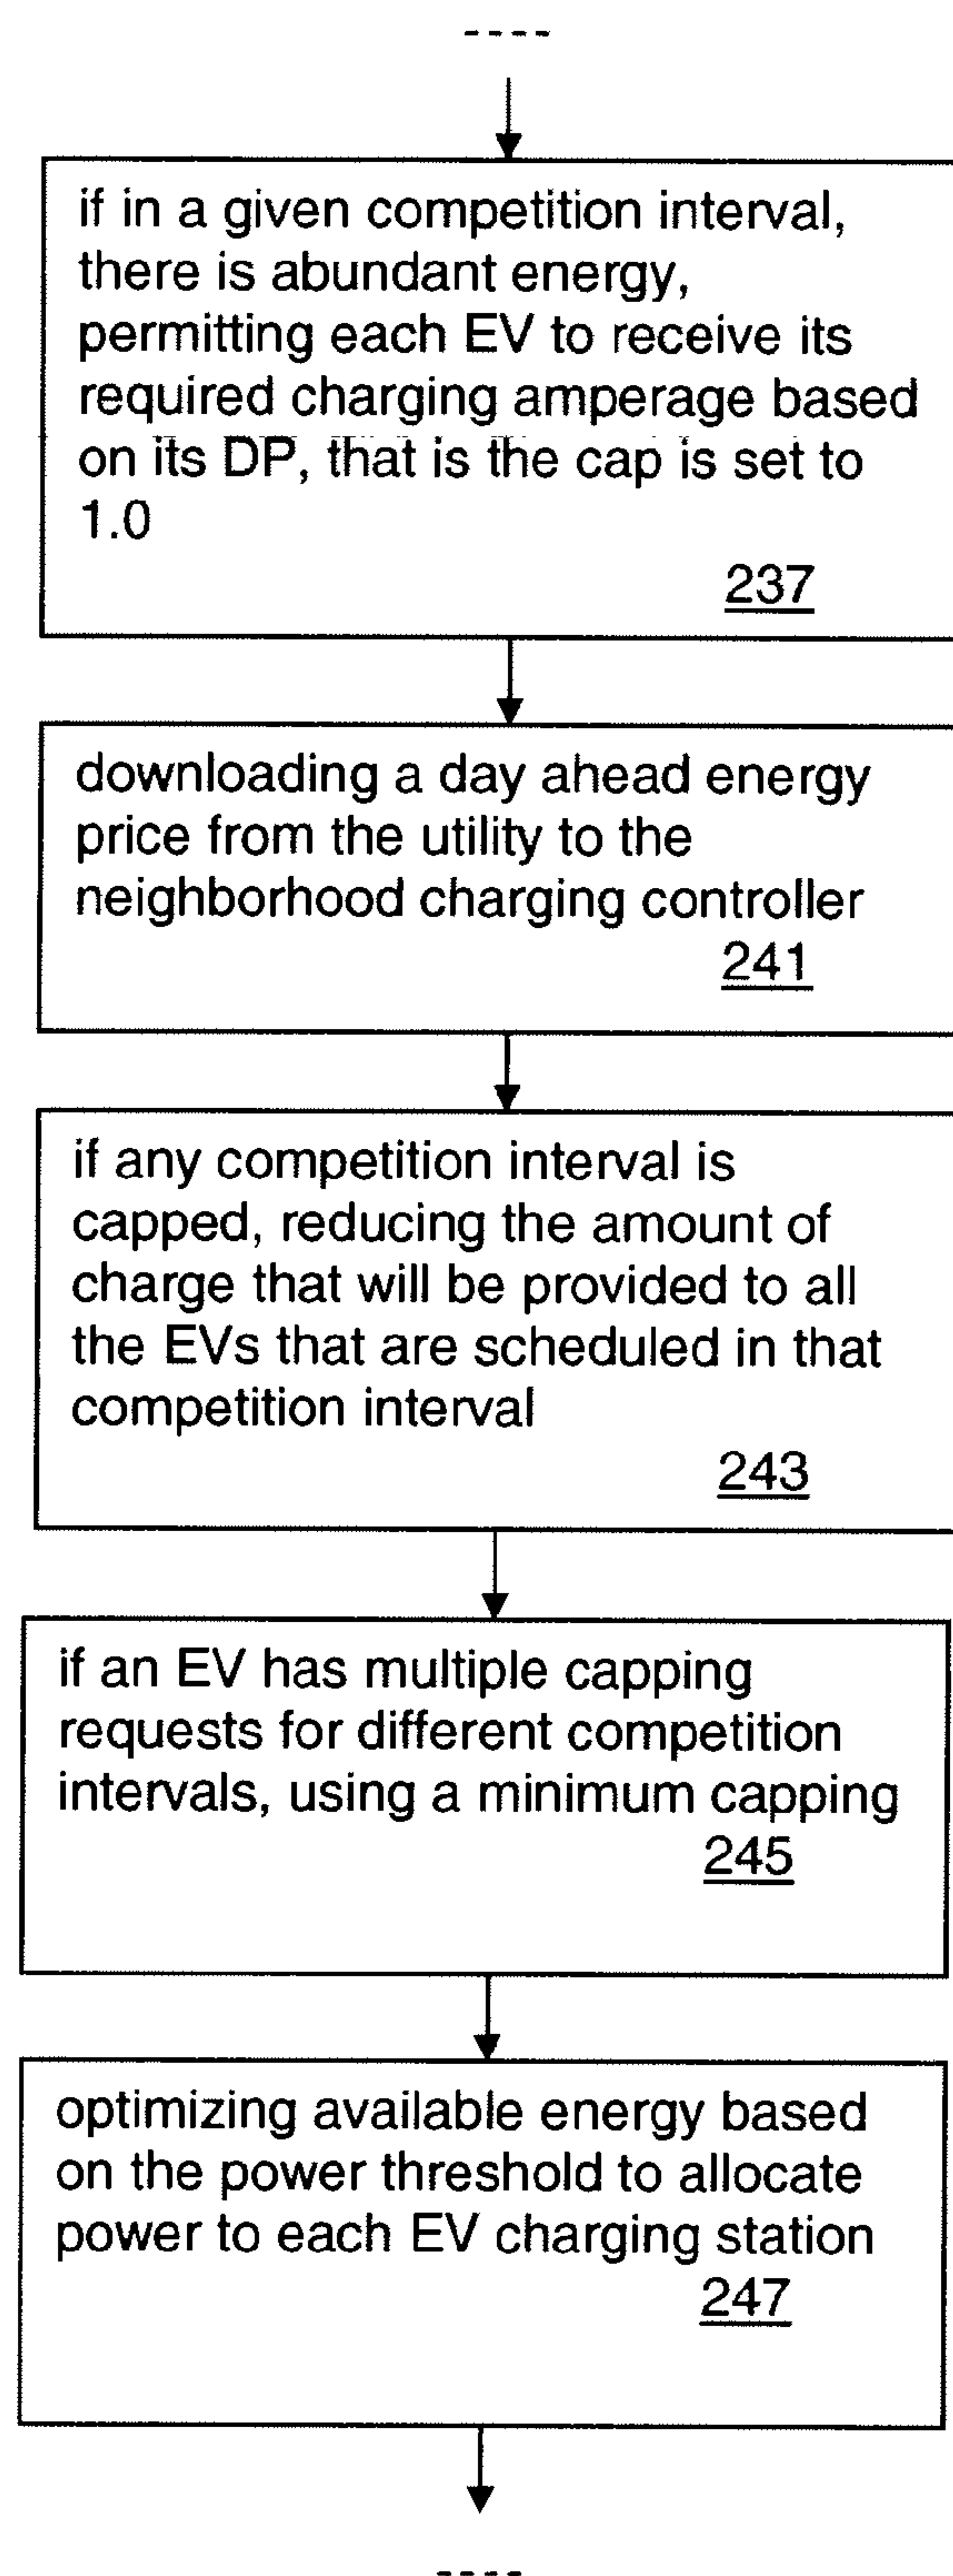 ----
if in a given competition interval,
there is abundant energy,
permitting each EV to receive its
required charging amperage based
on its DP, that is the cap is set to
1.0
237
downloading a day ahead energy
price from the utility to the
neighborhood charging controller
241
if any competition interval is
capped, reducing the amount of
charge that will be provided to all
the EVs that are scheduled in that
competition interval
243
if an EV has multiple capping
requests for different competition
intervals, using a minimum capping
245
optimizing available energy based
on the power threshold to allocate
power to each EV charging station
247
----